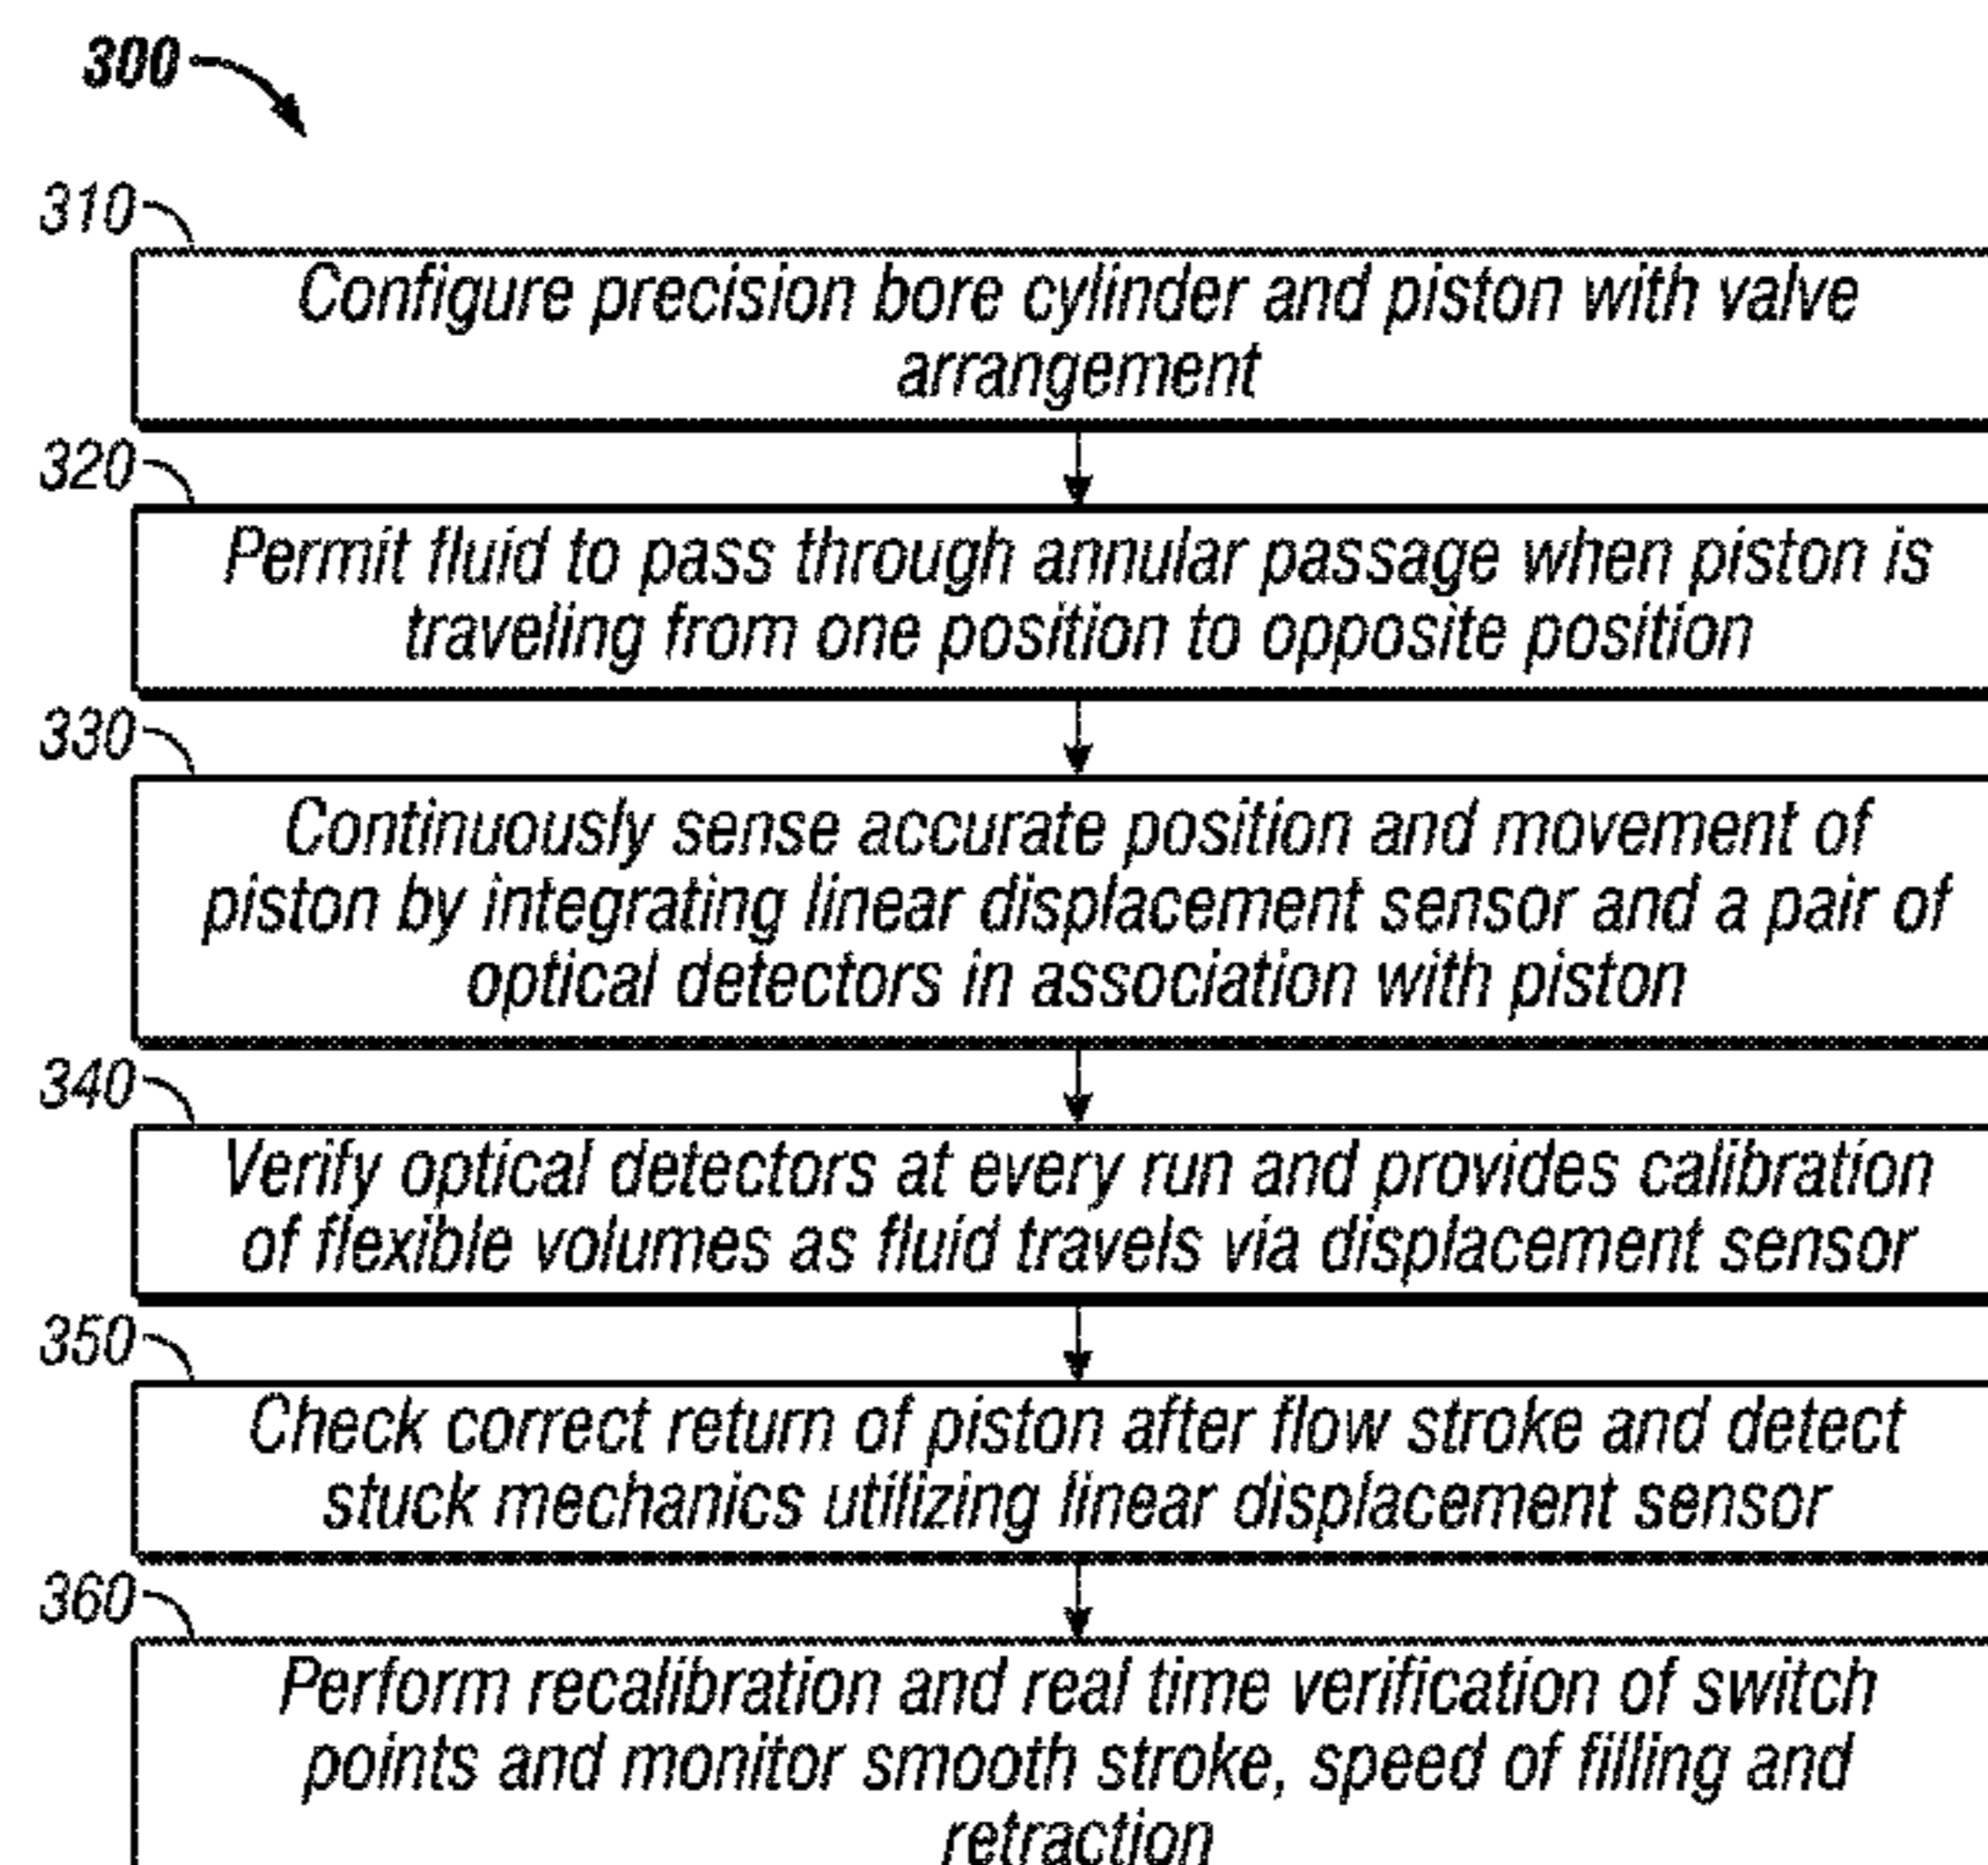 300
310
Configure precision bore cylinder and piston with valve
arrangement
320
Permit fluid to pass through annular passage when piston is
traveling from one position to opposite position
330
Continuously sense accurate position and movement of
piston by integrating linear displacement sensor and a pair of
optical detectors in association with piston
340
Verify optical detectors at every run and provides calibration
of flexible volumes as fluid travels via displacement sensor
350
Check correct return of piston after flow stroke and detect
stuck mechanics utilizing linear displacement sensor
360
Perform recalibration and real time verification of switch
points and monitor smooth stroke, speed of filling and
retraction